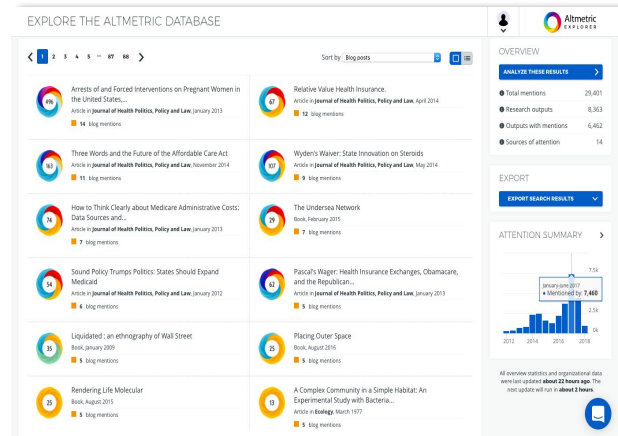 EXPLORE THE ALTMETRIC DATABASE
Altmetric
EXPLORER
1 2 3 4 5 ... 87 88
Sort by Blog posts
496
Arrests of and Forced Interventions on Pregnant Women in
the United States,...
Article in Journal of Health Politics, Policy and Law, January 2013
14 blog mentions
67
Relative Value Health Insurance.
Article in Journal of Health Politics, Policy and Law, April 2014
12 blog mentions
163
Three Words and the Future of the Affordable Care Act
Article in Journal of Health Politics, Policy and Law, November 2014
11 blog mentions
107
Wyden's Waiver: State Innovation on Steroids
Article in Journal of Health Politics, Policy and Law, May 2014
9 blog mentions
74
How to Think Clearly about Medicare Administrative Costs:
Data Sources and...
Article in Journal of Health Politics, Policy and Law, January 2013
7 blog mentions
29
The Undersea Network
Book, February 2015
7 blog mentions
54
Sound Policy Trumps Politics: States Should Expand
Medicaid
Article in Journal of Health Politics, Policy and Law, January 2012
6 blog mentions
62
Pascal's Wager: Health Insurance Exchanges, Obamacare,
and the Republican...
Article in Journal of Health Politics, Policy and Law, January 2013
5 blog mentions
35
Liquidated : an ethnography of Wall Street
Book, January 2009
5 blog mentions
25
Placing Outer Space
Book, August 2016
5 blog mentions
25
Rendering Life Molecular
Book, August 2015
5 blog mentions
13
A Complex Community in a Simple Habitat: An
Experimental Study with Bacteria...
Article in Ecology, March 1977
5 blog mentions
OVERVIEW
ANALYZE THESE RESULTS
Total mentions 29,401
Research outputs 8,363
Outputs with mentions 6,462
Sources of attention 14
EXPORT
EXPORT SEARCH RESULTS
ATTENTION SUMMARY
7.5k
January-June 2017
Mentioned by: 7,460
2.5k
0k
2012 2014 2016 2018
All overview statistics and organizational data
were last updated about 22 hours ago. The
next update will run in about 2 hours.